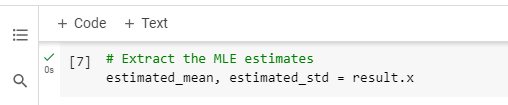 + Code + Text
0s [7] # Extract the MLE estimates
estimated_mean, estimated_std = result.x